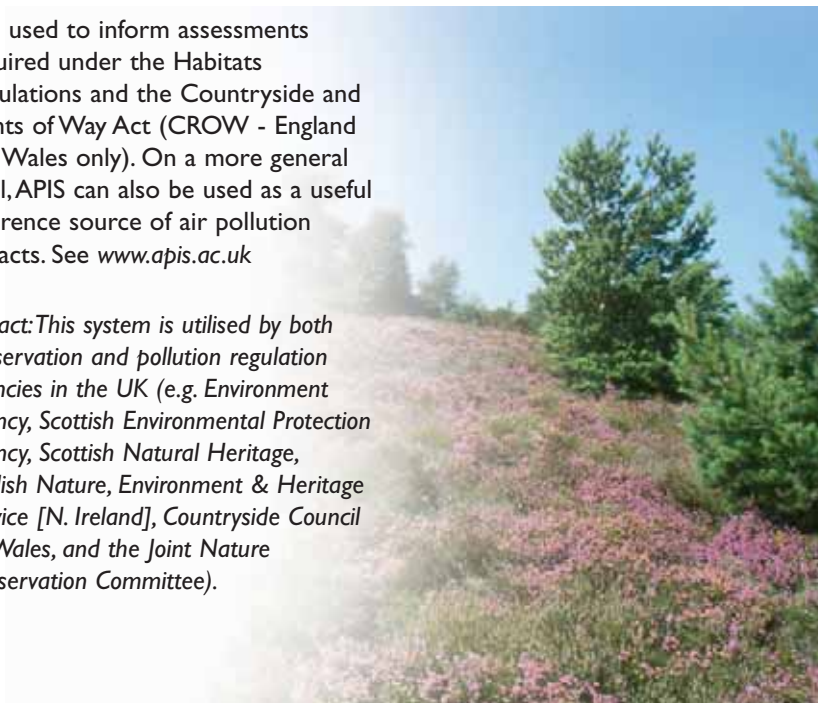 used to inform assessments
uired under the Habitats
ulations and the Countryside and
hts of Way Act (CROW - England
Wales only). On a more general
l, APIS can also be used as a useful
erence source of air pollution
acts. See www.apis.ac.uk
act: This system is utilised by both
servation and pollution regulation
ncies in the UK (e.g. Environment
ncy, Scottish Environmental Protection
ncy, Scottish Natural Heritage,
lish Nature, Environment & Heritage
vice [N. Ireland], Countryside Council
Wales, and the Joint Nature
servation Committee).